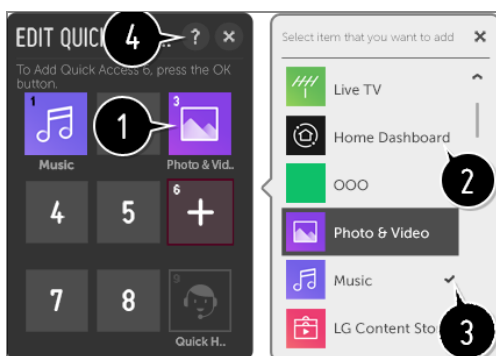 EDIT QUIC
4
? ×
To Add Quick Access 6, press the OK
button.
1
3
1
Music
Photo & Vid..
4
5
6
+
7
8
9
Quick H..
Select item that you want to add ×
Live TV
Home Dashboard
2
OOO
Photo & Video
Music
LG Content Sto
3